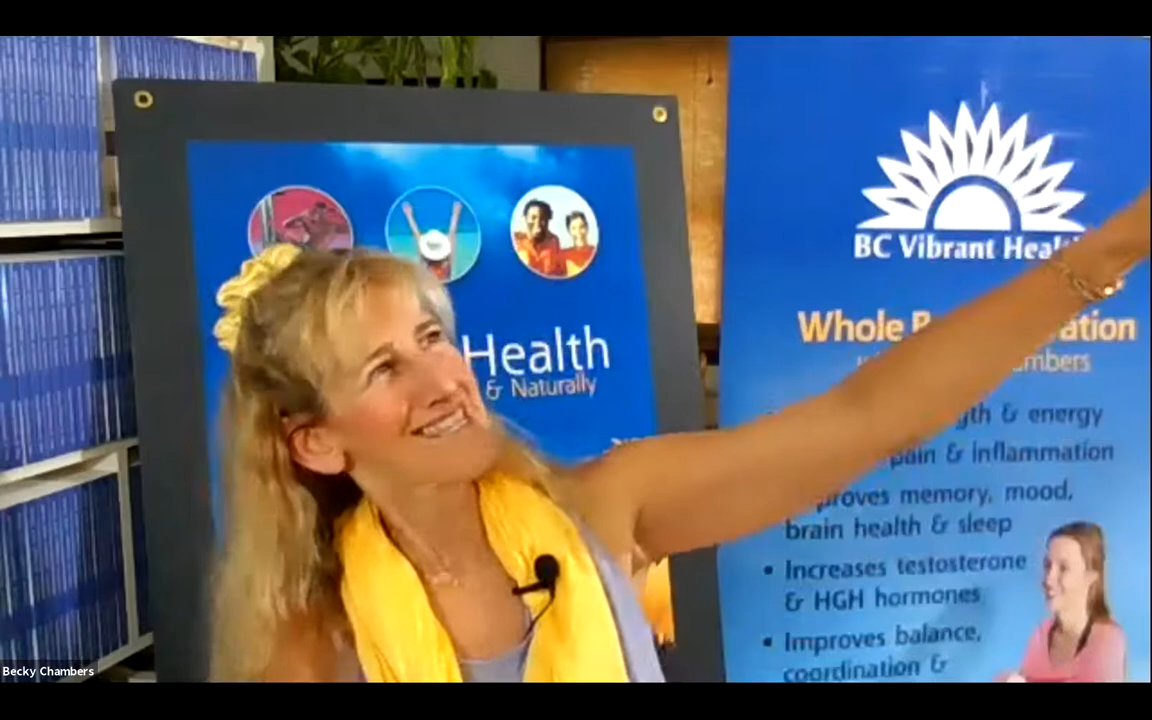 Health
& Naturally
BC Vibrant Heal
Whole
ation
mbers
gth & energy
pain & inflammation
roves memory, mood,
brain health & sleep
• Increases testosterone
& HGH hormones
• Improves balance,
coordination &
Becky Chambers